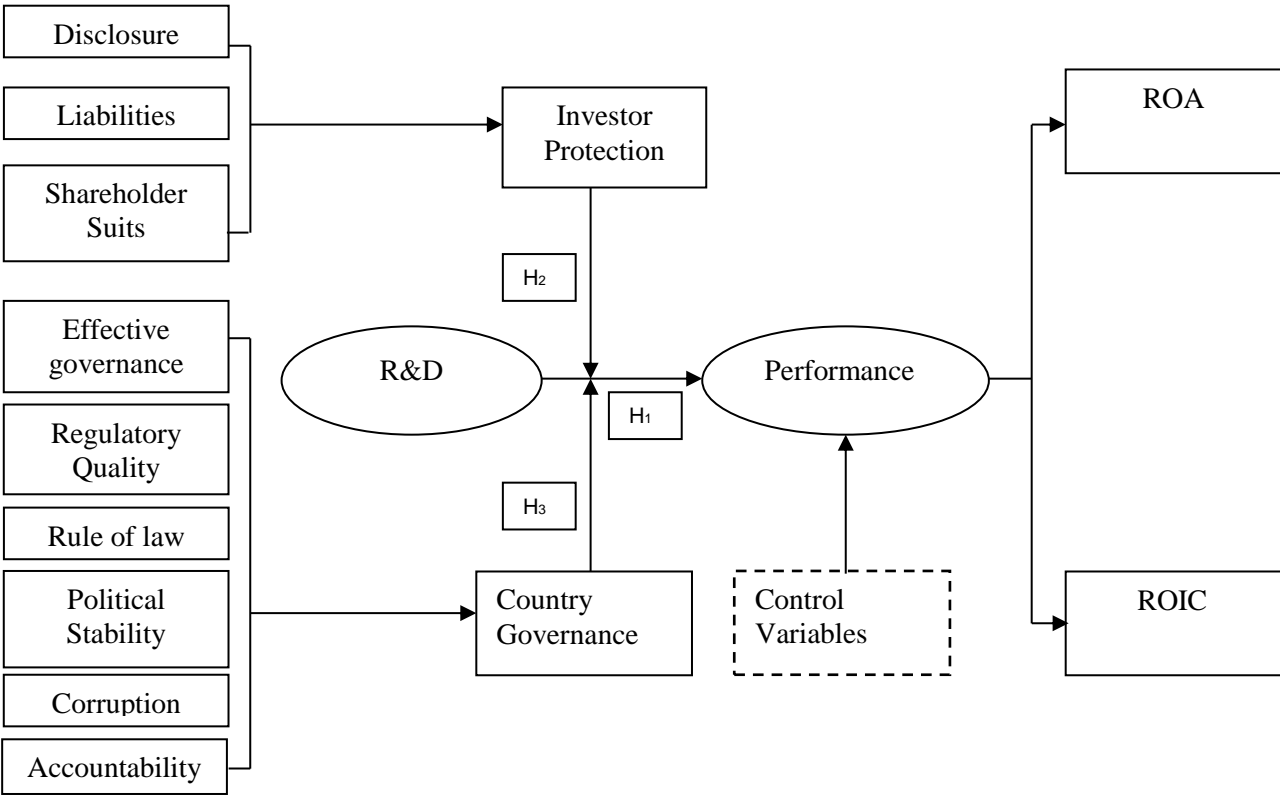 Disclosure
Liabilities
Shareholder
Suits
Investor
Protection
ROA
H2
Effective
governance
Regulatory
Quality
Rule of law
Political
Stability
Corruption
Accountability
R&D
H1
Performance
H3
Country
Governance
Control
Variables
ROIC